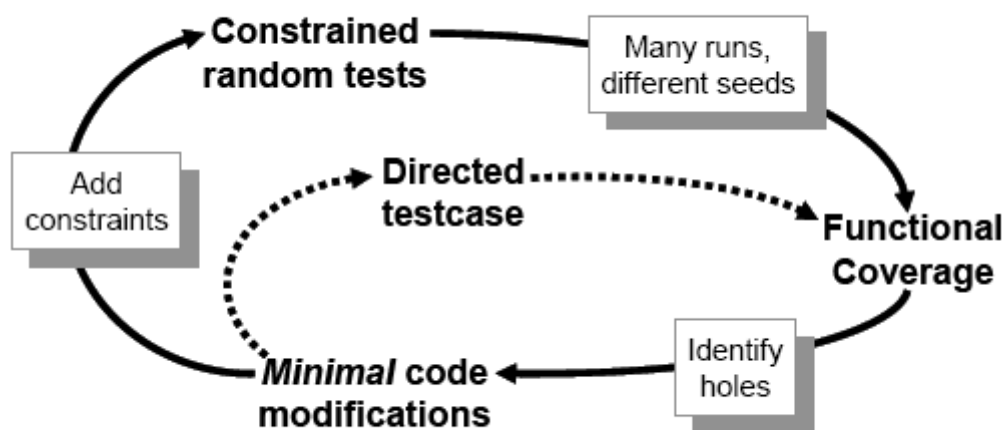 Constrained
random tests
Many runs,
different seeds
Add
constraints
Directed
testcase
Functional
Coverage
Minimal code
modifications
Identify
holes